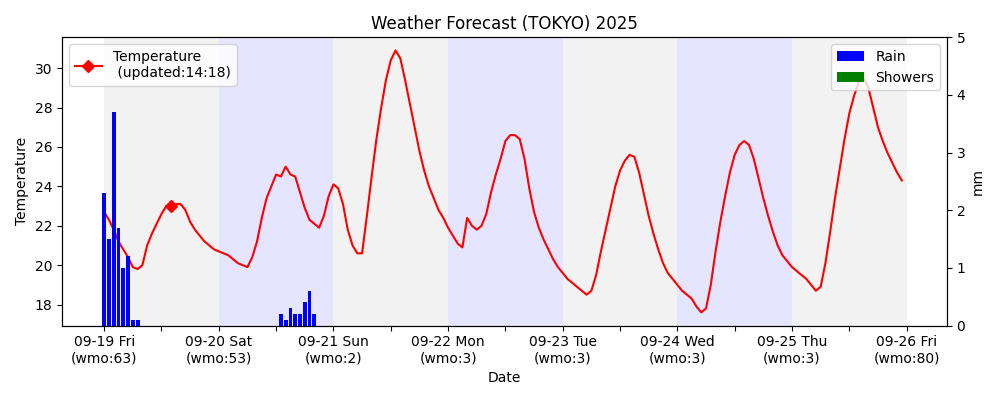 Weather Forecast (TOKYO) 2025
Temperature
(updated:14:18)
Rain
Showers
30
28
26
24
22
20
18
Temperature
5
4
3
2
1
0
mm
09-19 Fri
(wmo:63)
09-20 Sat
(wmo:53)
09-21 Sun
(wmo:2)
09-22 Mon
(wmo:3)
09-23 Tue
(wmo:3)
09-24 Wed
(wmo:3)
09-25 Thu
(wmo:3)
09-26 Fri
(wmo:80)
Date